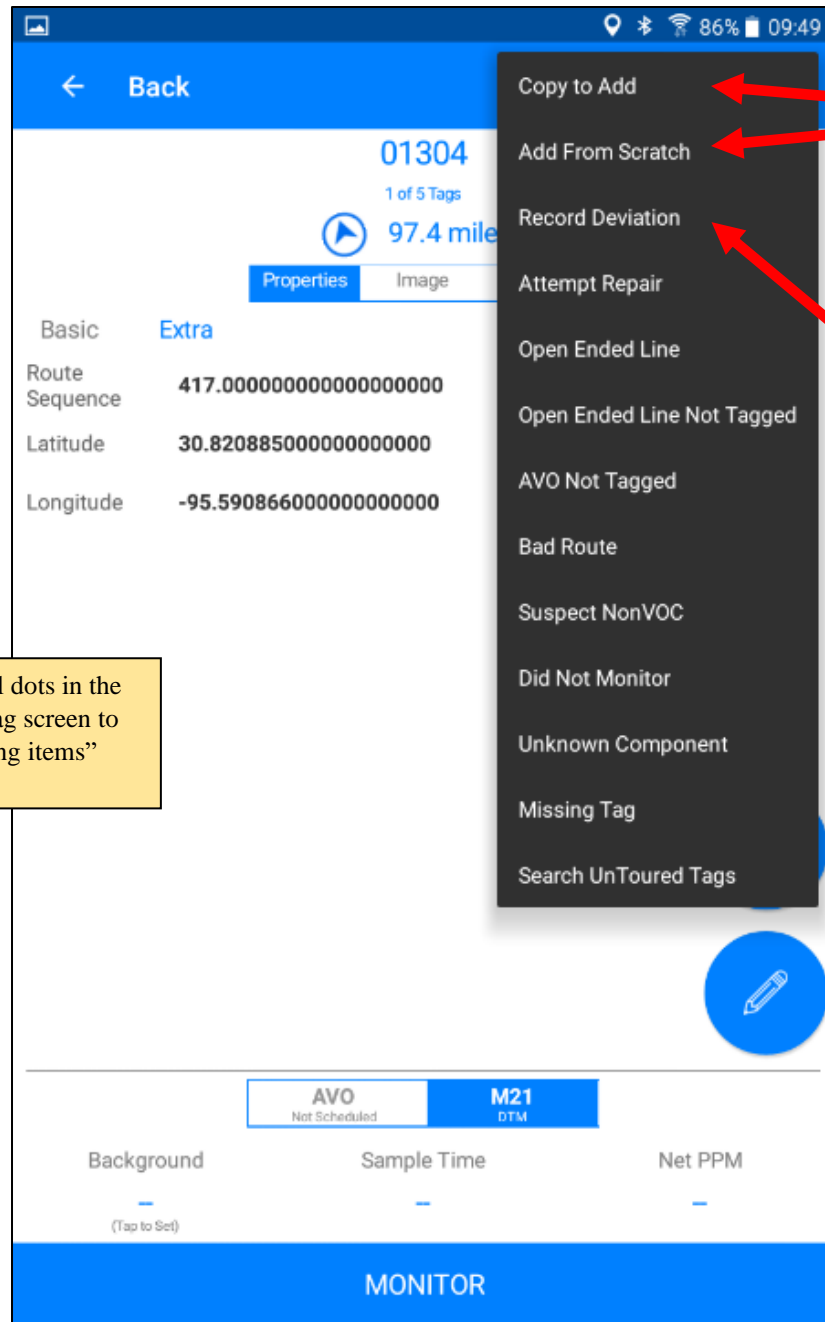 86% 09:49
Back
01304
1 of 5 Tags
97.4 mile
Properties Image
Basic Extra
Route
Sequence 417.000000000000000000
Latitude 30.820885000000000000
Longitude -95.590866000000000000
Copy to Add
Add From Scratch
Record Deviation
Attempt Repair
Open Ended Line
Open Ended Line Not Tagged
AVO Not Tagged
Bad Route
Suspect NonVOC
Did Not Monitor
Unknown Component
Missing Tag
Search UnToured Tags
dots in the
screen to
items”
AVO M21
Not Scheduled DTM
Background Sample Time Net PPM
-- -- --
(Tap to Set)
MONITOR